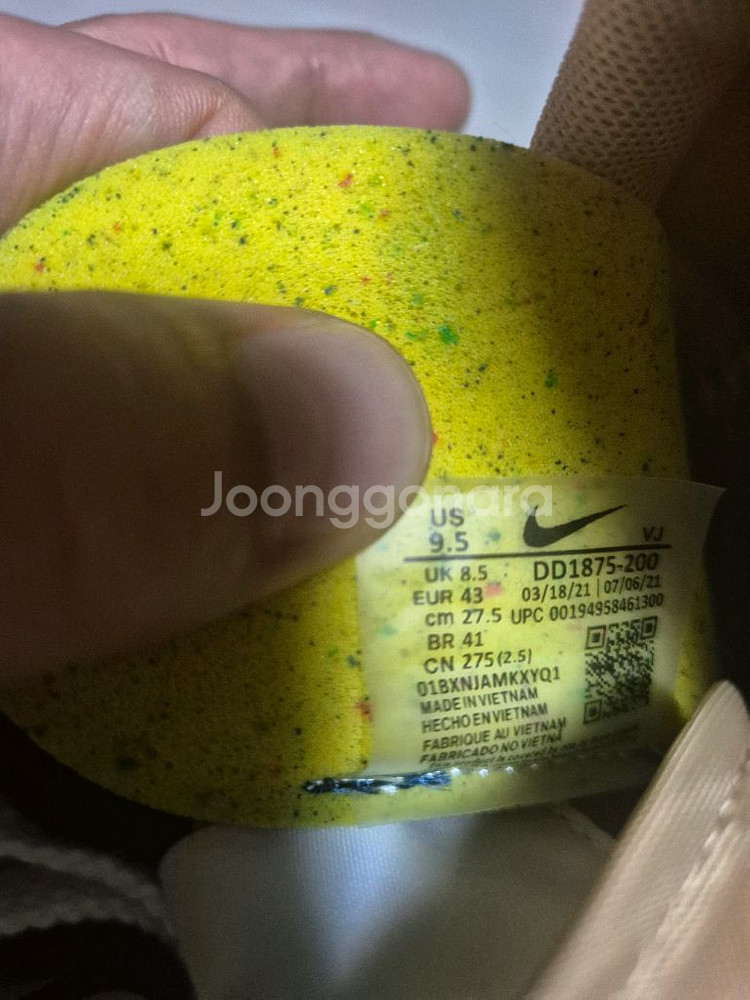 Joonggonara
US
9.5
VJ
UK 8.5 DD1875-200
EUR 43 03/18/21 | 07/06/21
cm 27.5 UPC 00194958461300
BR 41
CN 275 (2.5)
01BXNJAMKXYQ1
MADE IN VIETNAM
HECHO EN VIETNAM
FABRIQUE AU VIETNAM
FABRICADO NO VIETNÃ